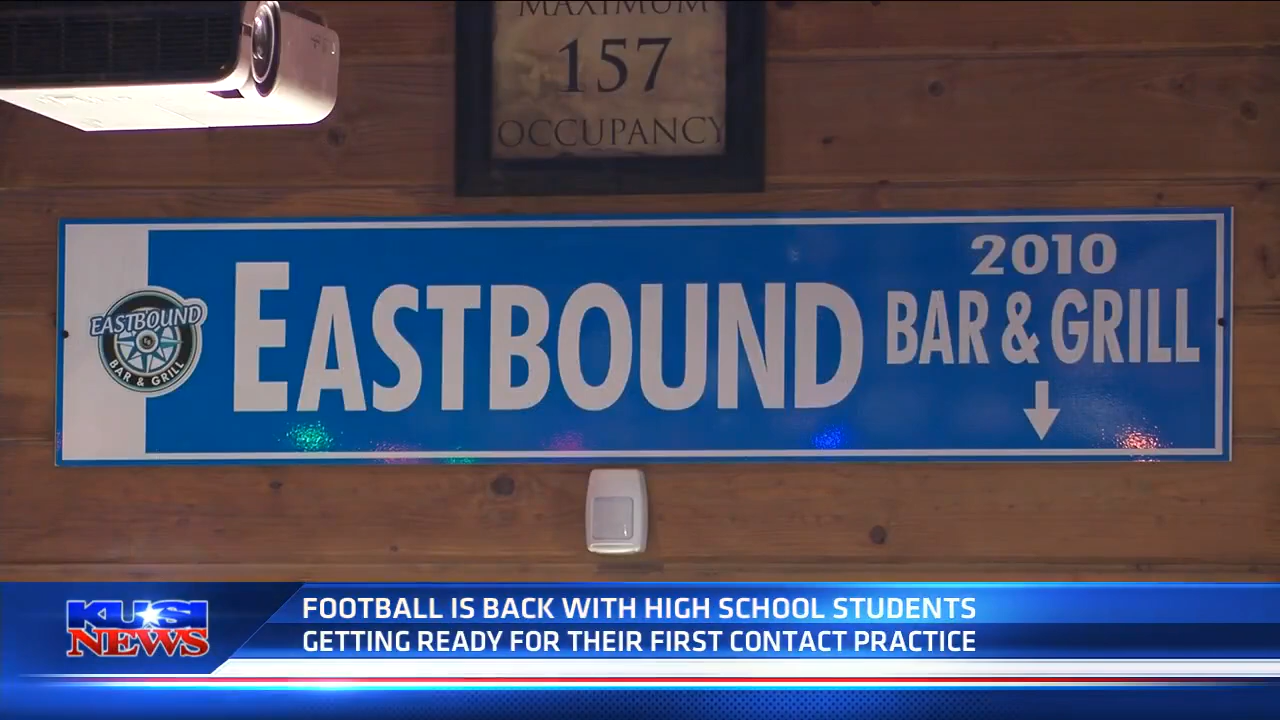 MAXIMUM
157
OCCUPANCY
EASTBOUND
BAR & GRILL
EASTBOUND
2010
BAR & GRILL
KUSI
NEWS
FOOTBALL IS BACK WITH HIGH SCHOOL STUDENTS
GETTING READY FOR THEIR FIRST CONTACT PRACTICE